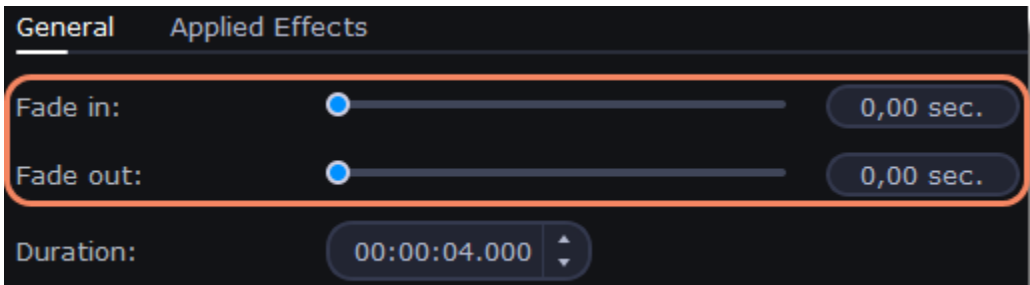 General Applied Effects
Fade in: 0,00 sec.
Fade out: 0,00 sec.
Duration: 00:00:04.000